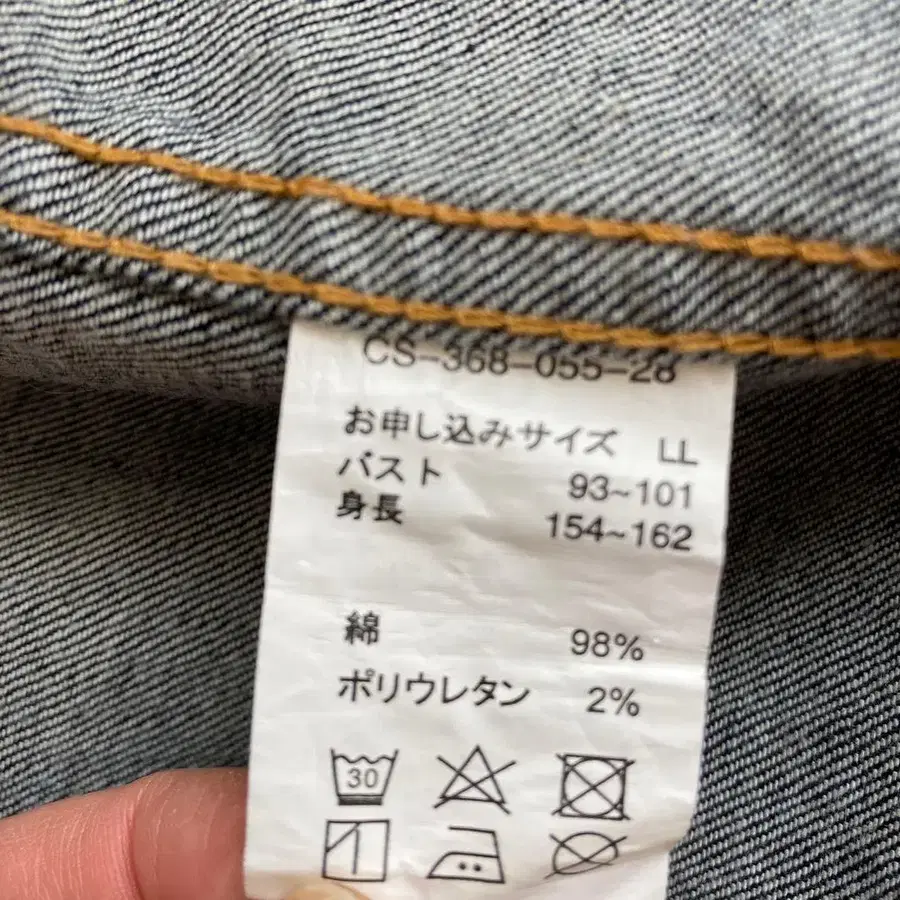 CS-368-055-28
お申し込みサイズ LL
バスト 93~101
身長 154~162
綿 98%
ポリウレタン 2%
30